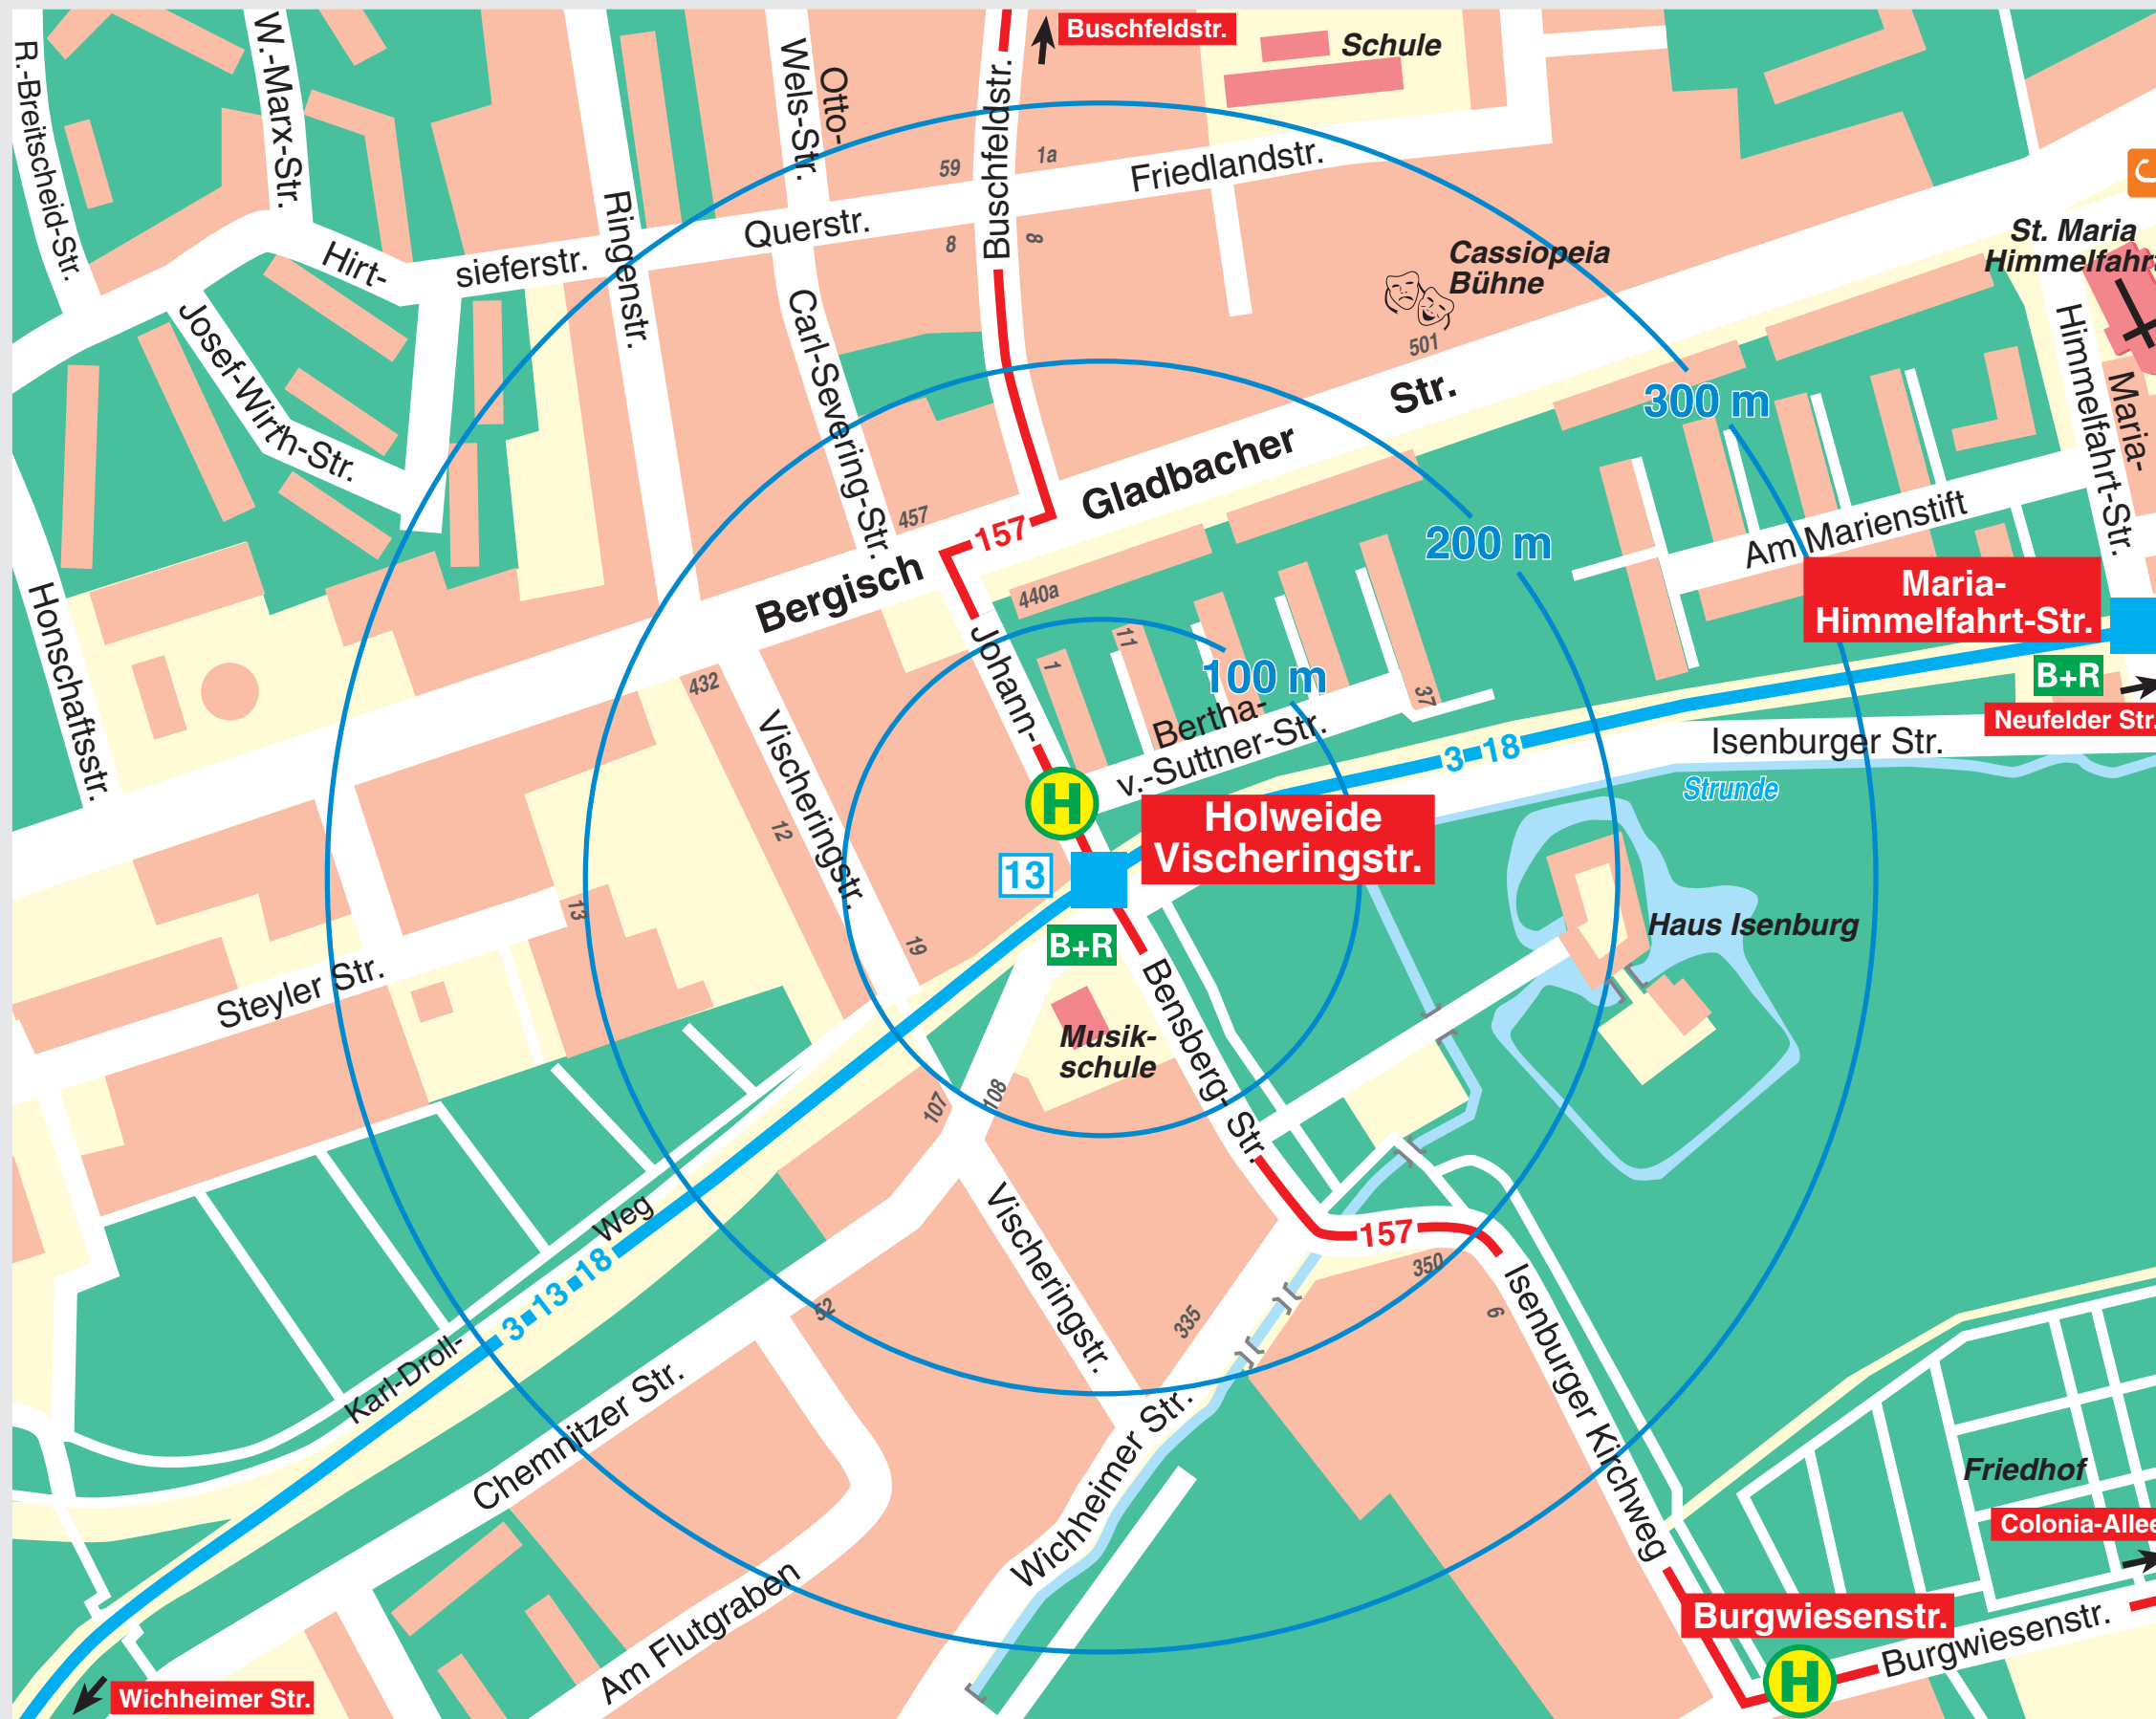 Buschfeldstr.
Schule
R.-Breitscheid-Str.
W.-Marx-Str.
Otto-
Wels-Str.
Buschfeldstr.
59
1a
Friedlandstr.
Ringenstr.
Querstr.
8
8
Hirt-
sieferstr.
Cassiopeia
Bühne
501
St. Maria
Josef-Wirth-Str.
Carl-Severing-Str.
Str.
300 m
Himmelfahrt-Str.
Maria-
Gladbacher
457
157
200 m
Am Marienstift
Bergisch
440a
Maria-
Himmelfahrt-Str.
Honschaftsstr.
Johann-
1
11
100 m
37
B+R
432
Neufelder Str.
Vischeringstr.
Bertha-
v.-Suttner-Str.
3-18
Isenburger Str.
Strunde
H
12
Holweide
Vischeringstr.
13
B+R
13
19
Haus Isenburg
Steyler Str.
Bensberg- Str.
Musik-
schule
107
108
Weg
Vischeringstr.
157
350
3-13-18
52
335
6
Karl-Droll-
Isenburger Kirchweg
Chemnitzer Str.
Wichheimer Str.
Friedhof
Colonia-Allee
Am Flutgraben
Burgwiesenstr.
Burgwiesenstr.
H
Wichheimer Str.